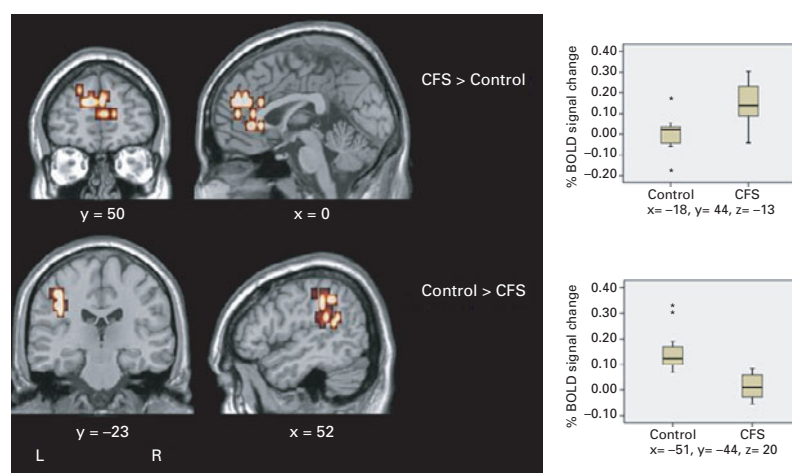 CFS > Control
y = 50
x = 0
Control > CFS
y = –23
x = 52
L
R
% BOLD signal change
0.40
0.30
0.20
0.10
0.00
–0.10
–0.20
*
*
Control
CFS
x= –18, y= 44, z= –13
% BOLD signal change
0.40
0.30
0.20
0.10
0.00
–0.10
*
*
Control
CFS
x= –51, y= –44, z= 20